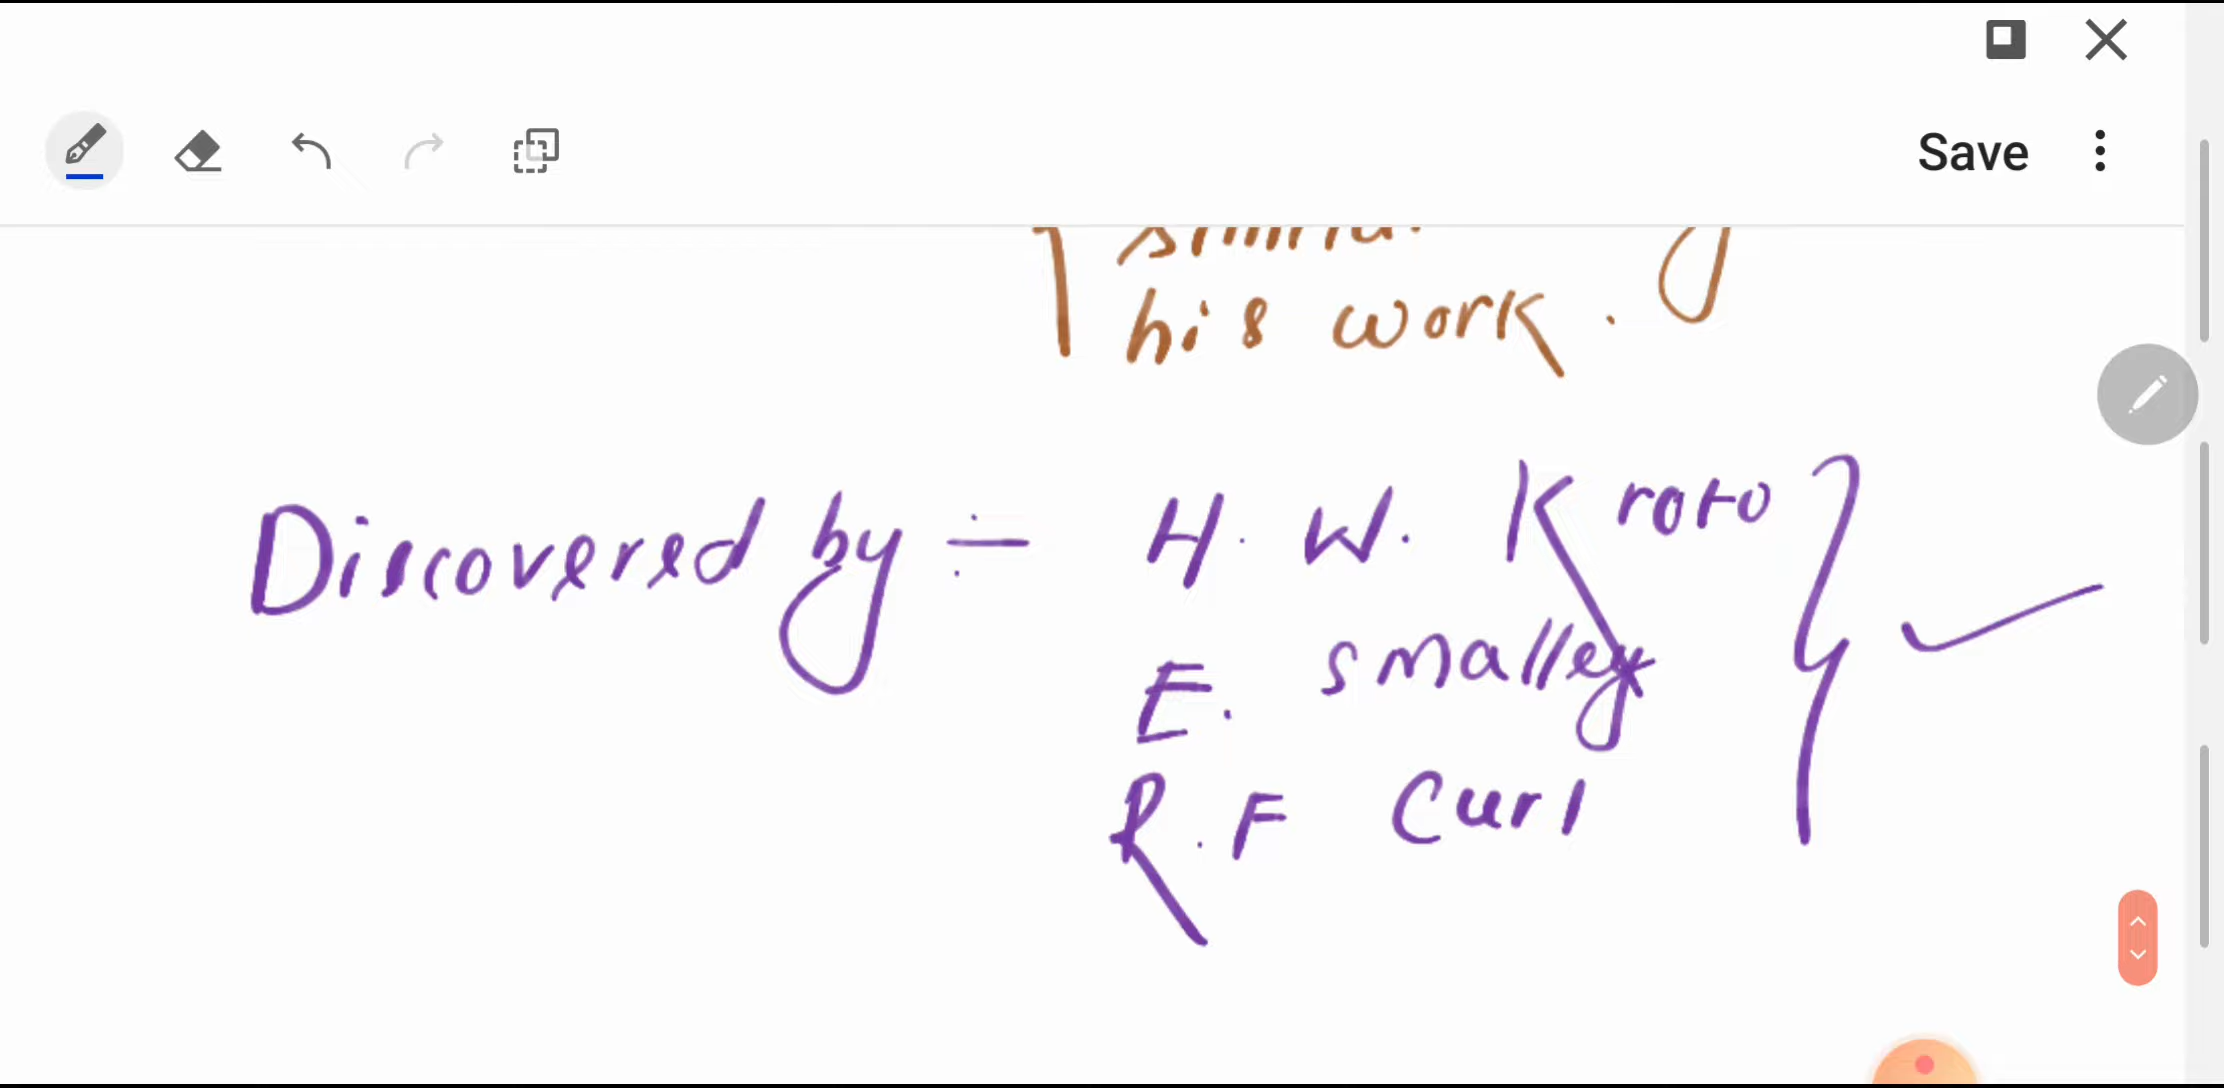 Save
his work.
Discovered by :- H. W. Kroto
E. smalley
R.F Curl